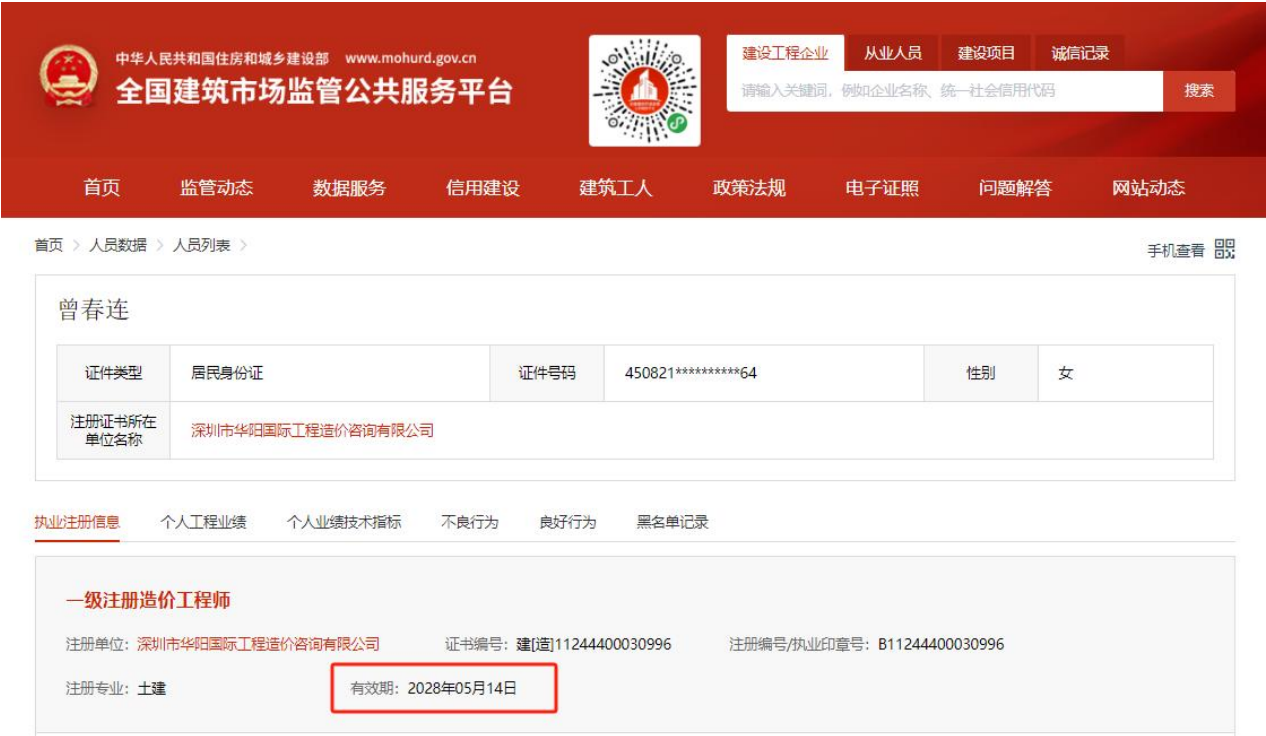 中华人民共和国住房和城乡建设部 www.mohurd.gov.cn
全国建筑市场监管公共服务平台
建设工程企业 从业人员 建设项目 诚信记录
请输入关键词，例如企业名称、统一社会信用代码 搜索
首页 监管动态 数据服务 信用建设 建筑工人 政策法规 电子证照 问题解答 网站动态
首页 > 人员数据 > 人员列表 >
手机查看
曾春连
证件类型 居民身份证 证件号码 450821**********64 性别 女
注册证书所在
单位名称
深圳市华阳国际工程造价咨询有限公司
执业注册信息 个人工程业绩 个人业绩技术指标 不良行为 良好行为 黑名单记录
一级注册造价工程师
注册单位：深圳市华阳国际工程造价咨询有限公司 证书编号：建[造]11244400030996 注册编号/执业印章号：B11244400030996
注册专业：土建 有效期：2028年05月14日